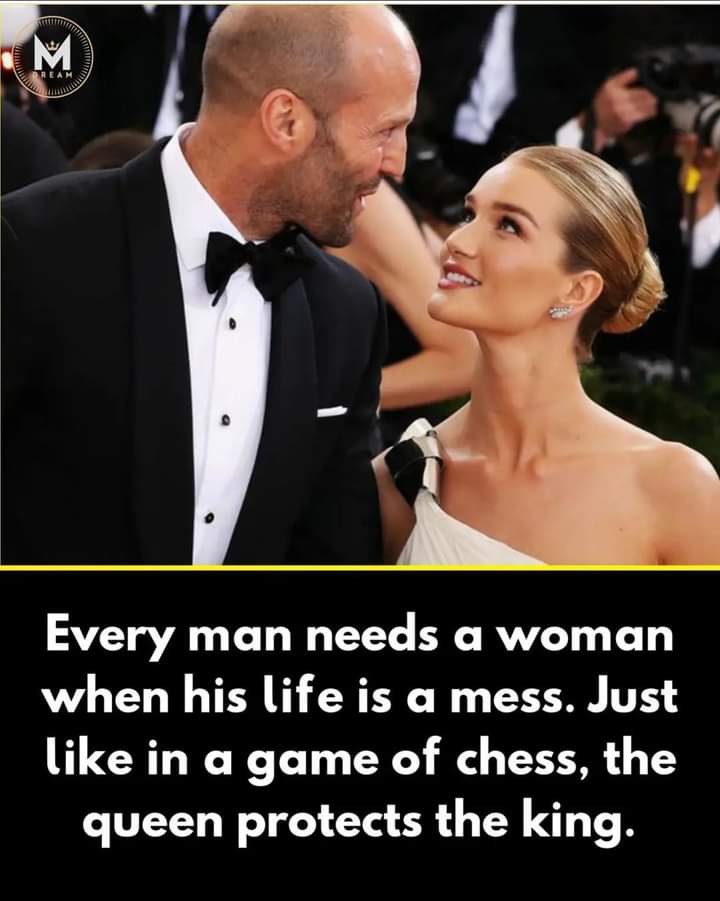 M
DREAM
Every man needs a woman
when his life is a mess. Just
like in a game of chess, the
queen protects the king.